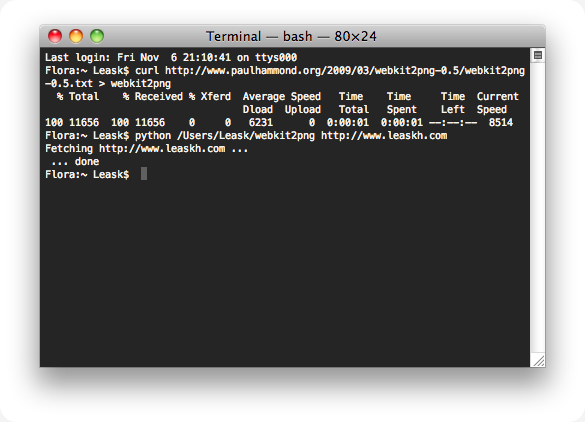 Terminal — bash — 80×24
Last login: Fri Nov  6 21:10:41 on ttys000
Flora:~ Leask$ curl http://www.paulhammond.org/2009/03/webkit2png-0.5/webkit2png
-0.5.txt > webkit2png
  % Total    % Received % Xferd  Average Speed   Time    Time     Time  Current
                                 Dload  Upload   Total   Spent    Left  Speed
100 11656  100 11656    0     0   6231      0  0:00:01  0:00:01 --:--:--  8514
Flora:~ Leask$ python /Users/Leask/webkit2png http://www.leaskh.com
Fetching http://www.leaskh.com ...
 ... done
Flora:~ Leask$